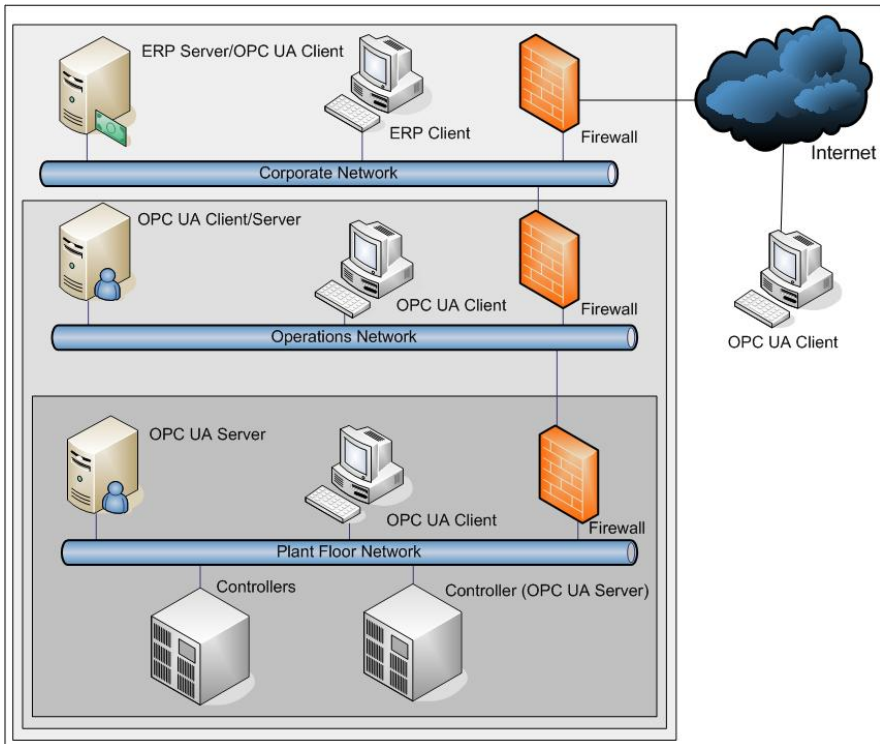 ERP Server/OPC UA Client
ERP Client
Firewall
Internet
Corporate Network
OPC UA Client/Server
OPC UA Client
Firewall
Operations Network
OPC UA Client
OPC UA Server
OPC UA Client
Firewall
Plant Floor Network
Controllers
Controller (OPC UA Server)